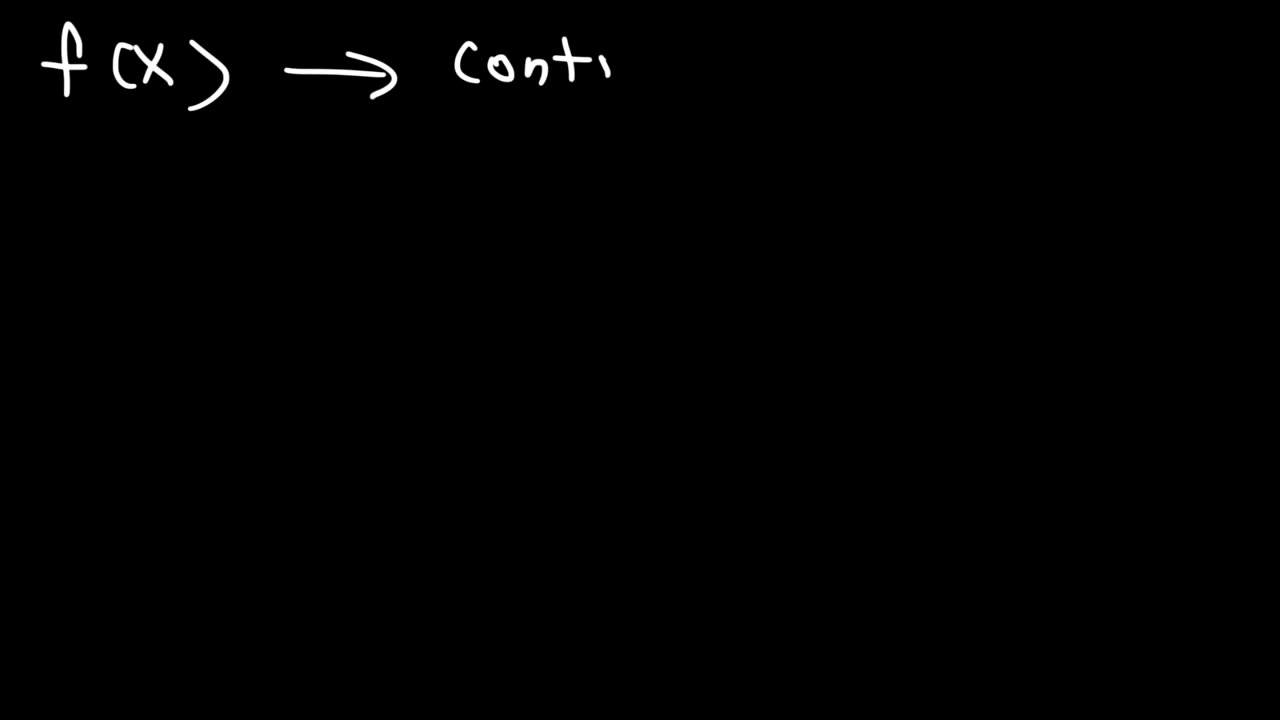 f(x) → conti